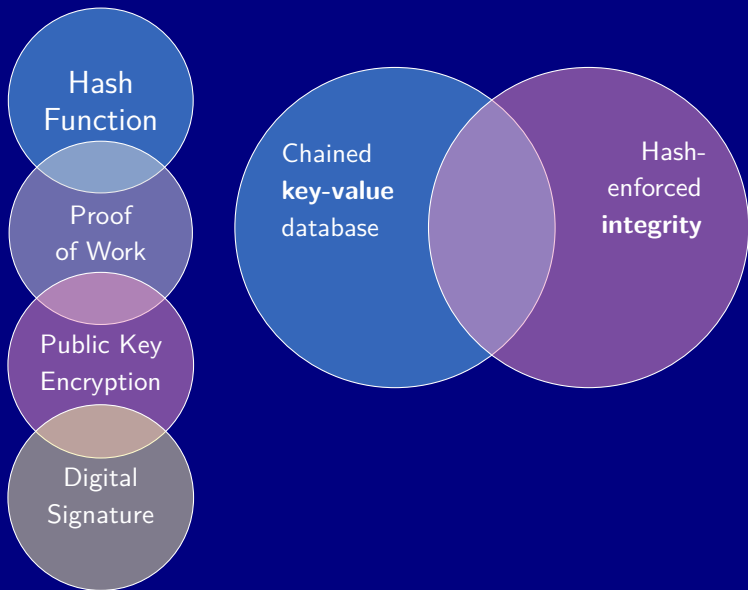 Hash
Function
Proof
of Work
Public Key
Encryption
Digital
Signature
Chained
key-value
database
Hash-
enforced
integrity